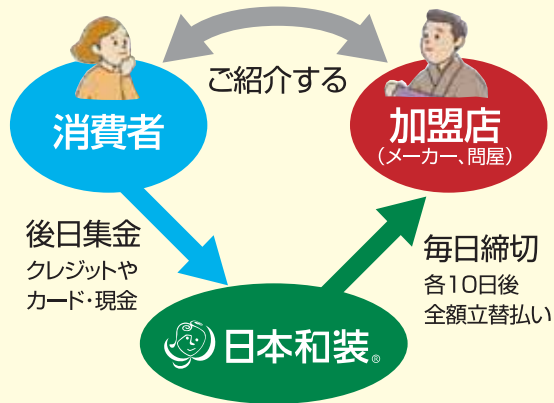 ご紹介する
消費者
加盟店
(メーカー、問屋)
後日集金
クレジットや
カード・現金
毎日締切
各10日後
全額立替払い
日本和装®